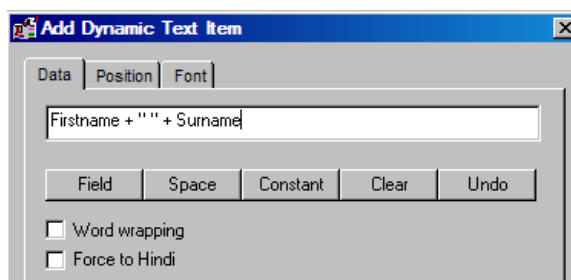 Add Dynamic Text Item
Data Position Font
Firstname + " " + Surname
Field Space Constant Clear Undo
Word wrapping
Force to Hindi